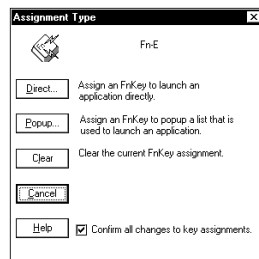 Assignment Type
Fn-E
Direct...
Assign an FnKey to launch an
application directly.
Popup...
Assign an FnKey to popup a list that is
used to launch an application.
Clear
Clear the current FnKey assignment.
Cancel
Help
Confirm all changes to key assignments.